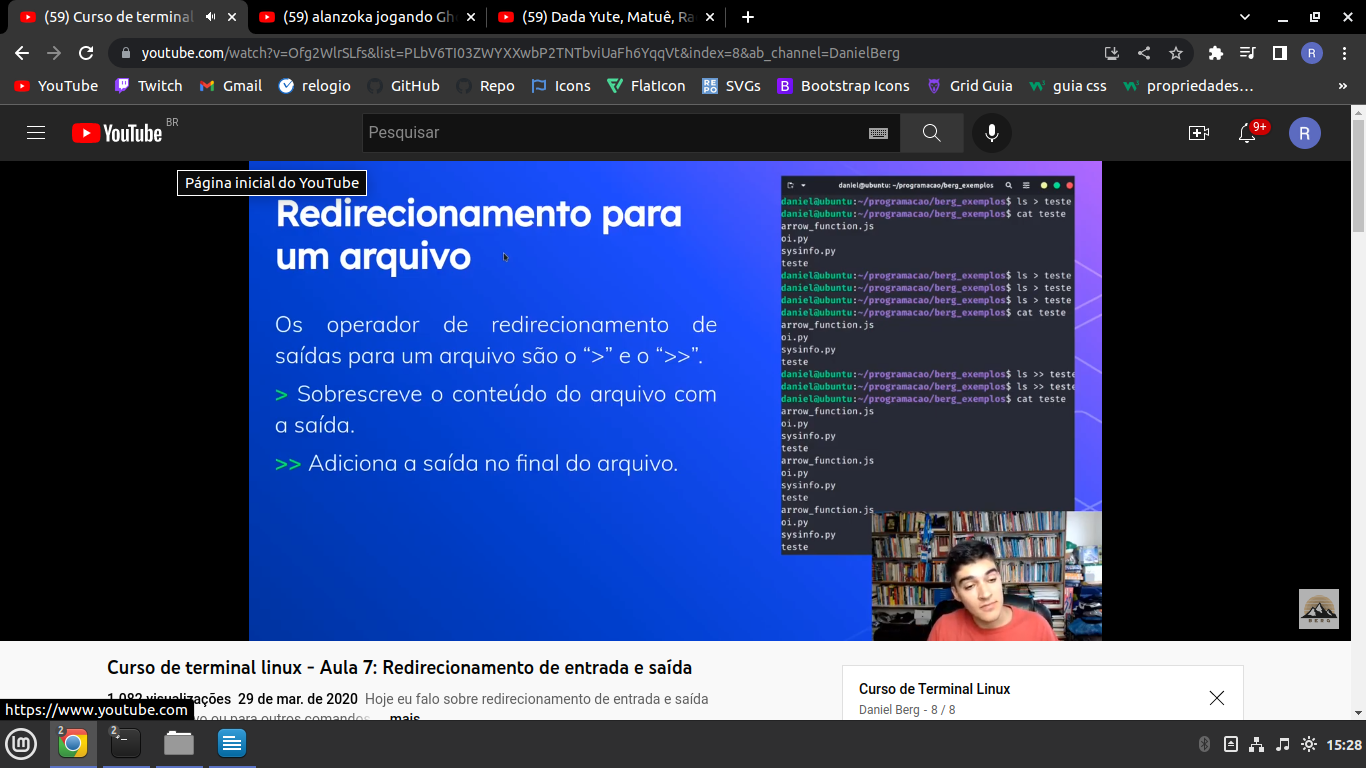 (59) Curso de terminal
(59) alanzoka jogando Gh
(59) Dada Yute, Matuê, Ra
youtube.com/watch?v=Ofg2WlrSLfs&list=PLbV6TI03ZWYXXwbP2TNTbviUaFh6YqqVt&index=8&ab_channel=DanielBerg
R
YouTube
Twitch
Gmail
relogio
GitHub
Repo
Icons
FlatIcon
REPO
SVGs
B
Bootstrap Icons
Grid Guia
guia css
propriedades…
»
YouTube BR
Pesquisar
9+
R
Página inicial do YouTube
Redirecionamento para
um arquivo
Os operador de redirecionamento de
saídas para um arquivo são o “>” e o “>>”.
> Sobrescreve o conteúdo do arquivo com
a saída.
>> Adiciona a saída no final do arquivo.
daniel@ubuntu: ~/programacao/berg_exemplos
daniel@ubuntu:~/programacao/berg_exemplos$ ls > teste
daniel@ubuntu:~/programacao/berg_exemplos$ cat teste
arrow_function.js
oi.py
sysinfo.py
teste
daniel@ubuntu:~/programacao/berg_exemplos$ ls > teste
daniel@ubuntu:~/programacao/berg_exemplos$ ls > teste
daniel@ubuntu:~/programacao/berg_exemplos$ ls > teste
daniel@ubuntu:~/programacao/berg_exemplos$ cat teste
arrow_function.js
oi.py
sysinfo.py
teste
daniel@ubuntu:~/programacao/berg_exemplos$ ls >> teste
daniel@ubuntu:~/programacao/berg_exemplos$ ls >> teste
daniel@ubuntu:~/programacao/berg_exemplos$ cat teste
arrow_function.js
oi.py
sysinfo.py
teste
arrow_function.js
oi.py
sysinfo.py
teste
arrow_function.js
oi.py
sysinfo.py
teste
BERG
Curso de terminal linux - Aula 7: Redirecionamento de entrada e saída
1.082 visualizações 29 de mar. de 2020 Hoje eu falo sobre redirecionamento de entrada e saída
vo ou para outros comandos ... mais
Curso de Terminal Linux
Daniel Berg - 8 / 8
https://www.youtube.com
2
2
15:28